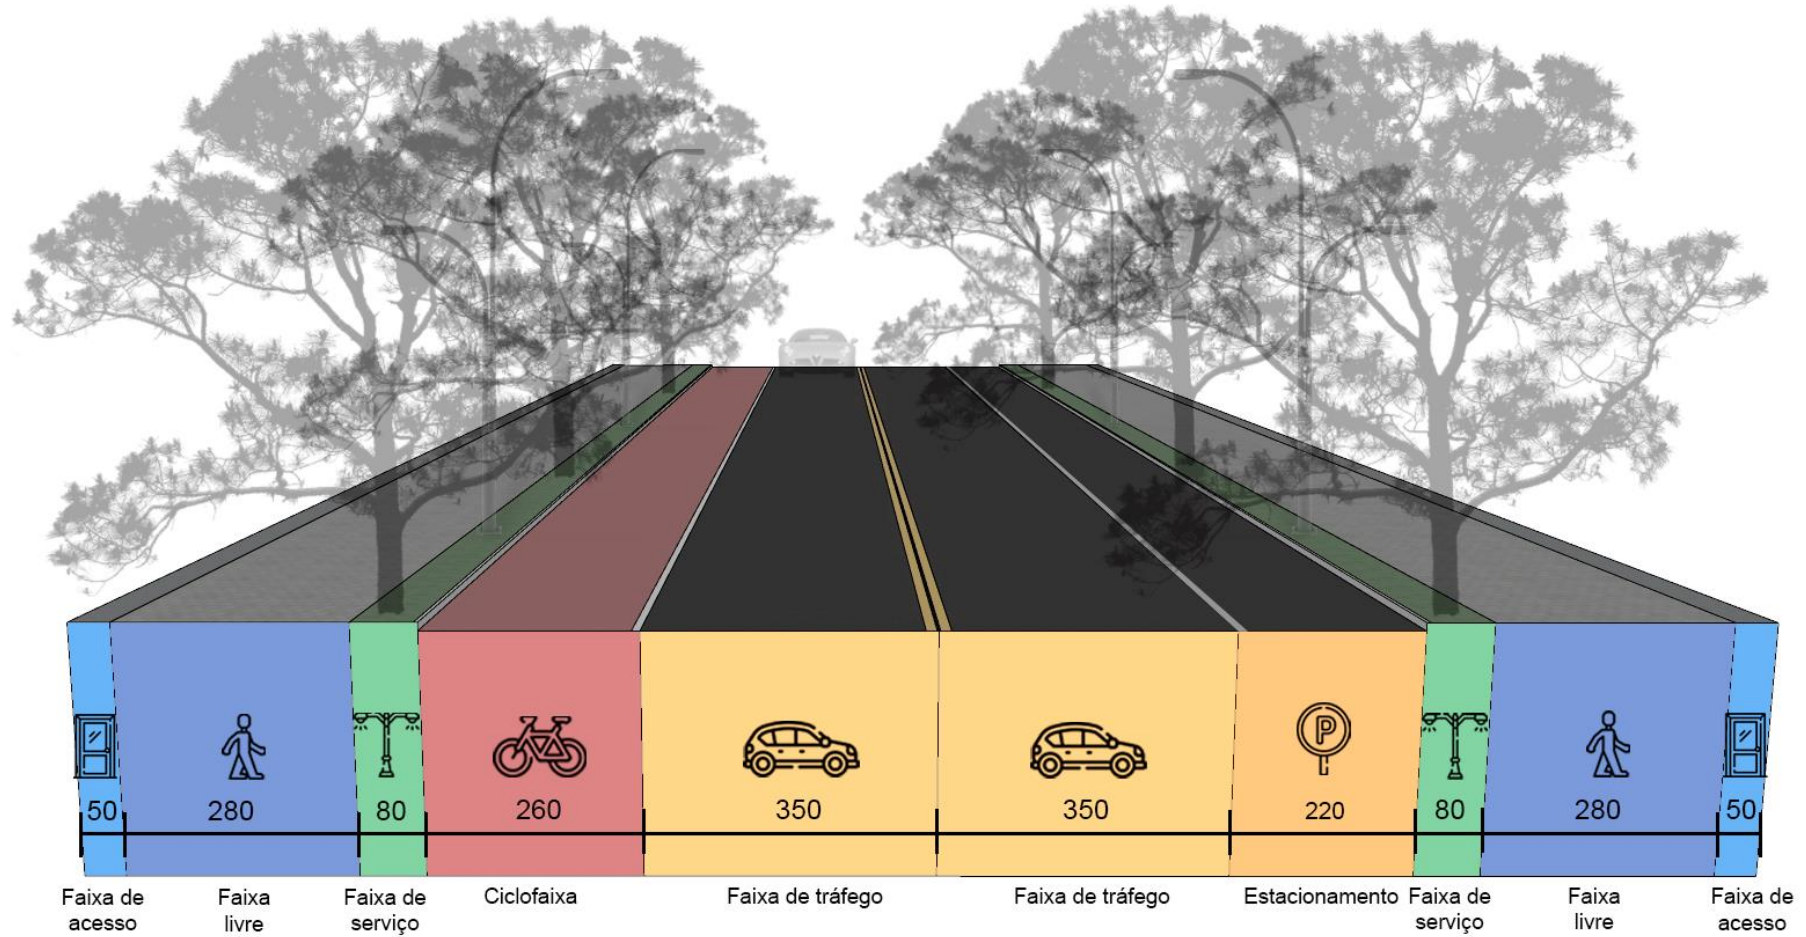 P
P
50
280
80
260
350
350
220
80
280
50
Faixa de
acesso
Faixa
livre
Faixa de
serviço
Ciclofaixa
Faixa de tráfego
Faixa de tráfego
Estacionamento
Faixa de
serviço
Faixa
livre
Faixa de
acesso